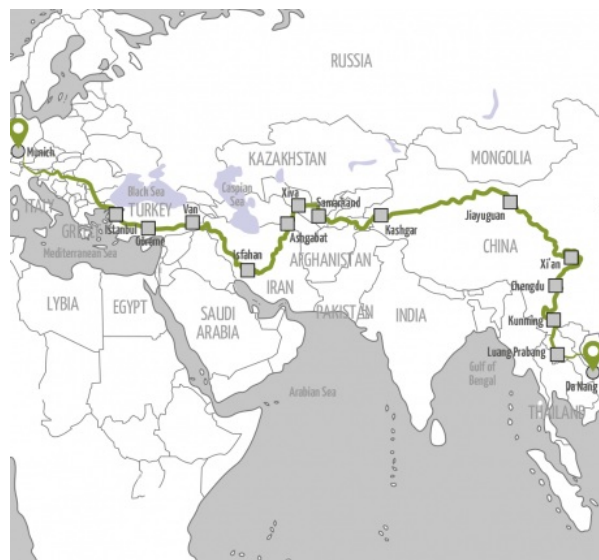 RUSSIA
Munich
KAZAKHSTAN
MONGOLIA
ITALY
Black Sea
Caspian
Sea
Xiva
Samarkand
Jiayuguan
Istanbul
TURKEY
Van
Göreme
Ashgabat
Kashgar
GRE
Mediterranean Sea
Isfahan
AFGHANISTAN
CHINA
Xi'an
IRAN
Chengdu
LYBIA
EGYPT
SAUDI
ARABIA
PAKISTAN
INDIA
Kunming
Luang Prabang
Gulf of
Bengal
Da Nang
Arabian Sea
THAILAND